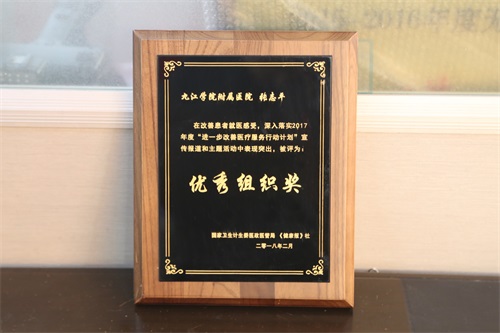 九江学院附属医院 张志平
在改善患者就医感受,深入落实2017
年度“进一步改善医疗服务行动计划”宣
传报道和主题活动中表现突出,被评为:
优秀组织奖
国家卫生计生委医政医管局 《健康报》社
二零一八年二月